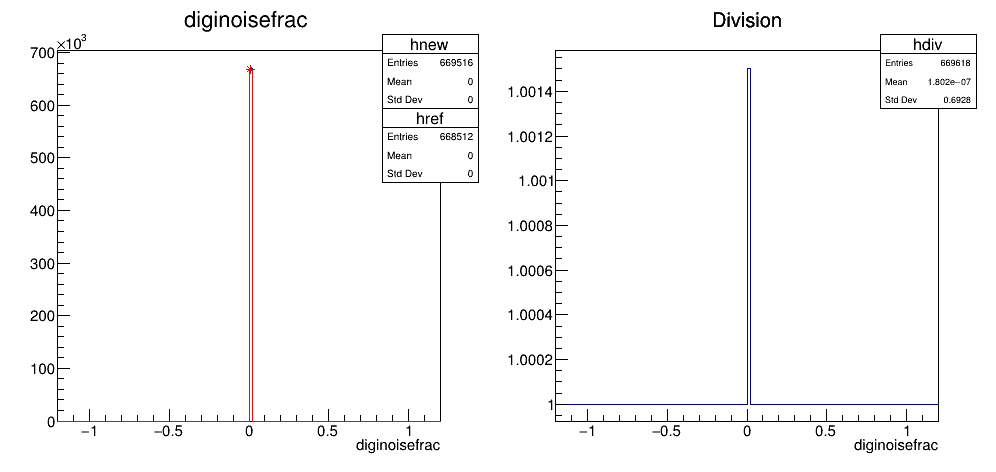 diginoisefrac
×10³
700
600
500
400
300
200
100
0
−1
−0.5
0
0.5
1
diginoisefrac
hnew
Entries 669516
Mean 0
Std Dev 0
href
Entries 668512
Mean 0
Std Dev 0
Division
1.0014
1.0012
1.001
1.0008
1.0006
1.0004
1.0002
1
−1
−0.5
0
0.5
1
diginoisefrac
hdiv
Entries 669618
Mean 1.802e−07
Std Dev 0.6928